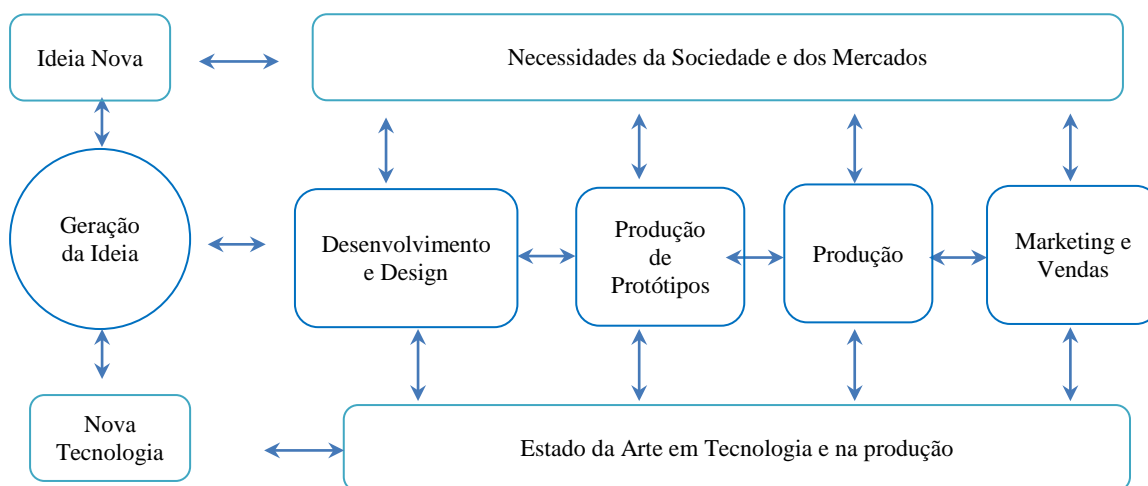 Ideia Nova
Necessidades da Sociedade e dos Mercados
Geração
da Ideia
Desenvolvimento
e Design
Produção
de
Protótipos
Produção
Marketing e
Vendas
Nova
Tecnologia
Estado da Arte em Tecnologia e na produção